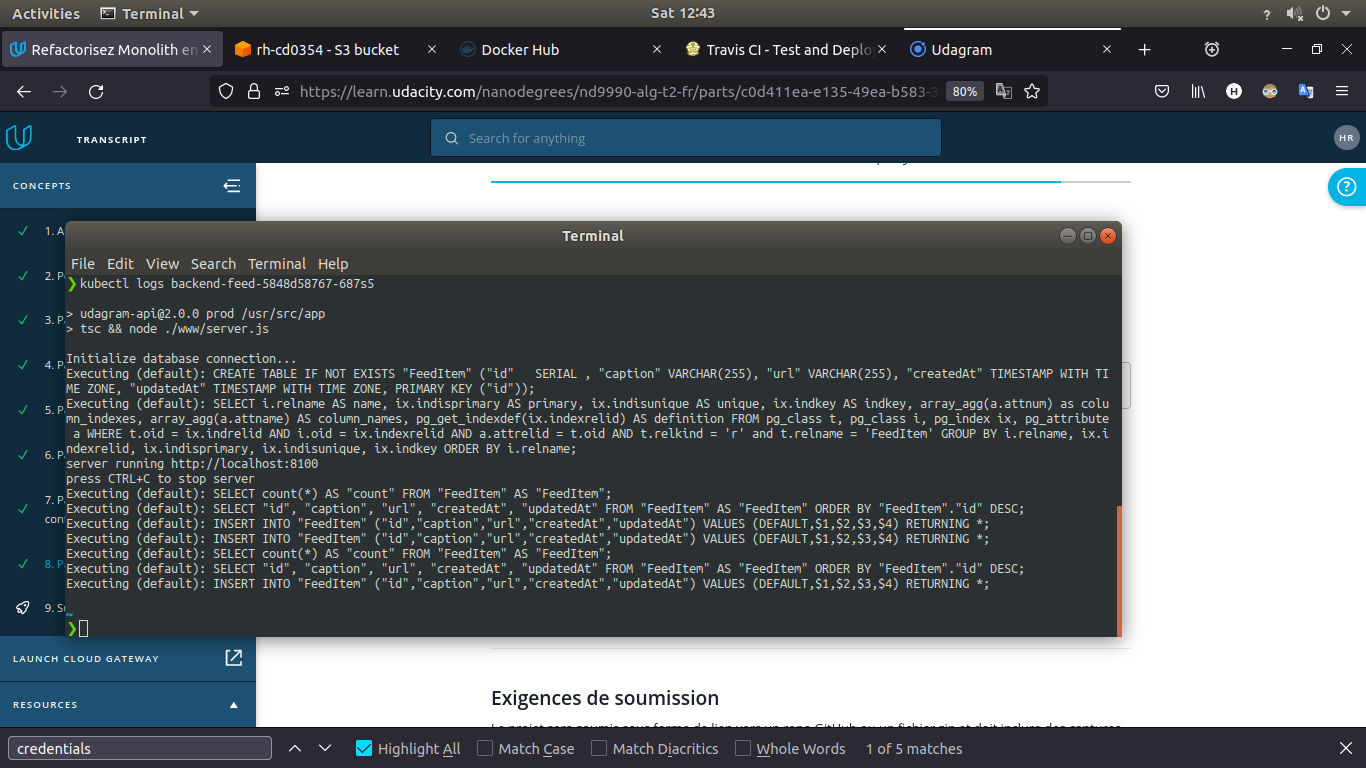 Activities
Terminal
Sat 12:43
?
Refactorisez Monolith en
rh-cd0354 - S3 bucket
Docker Hub
Travis CI - Test and Deploy
Udagram
https://learn.udacity.com/nanodegrees/nd9990-alg-t2-fr/parts/c0d411ea-e135-49ea-b583-3
80%
H
TRANSCRIPT
Search for anything
HR
CONCEPTS
?
1. A
2. P
3. P
4. P
5. P
6. P
7. P
con
8. P
9. S
LAUNCH CLOUD GATEWAY
RESOURCES
Terminal
File Edit View Search Terminal Help
❯kubectl logs backend-feed-5848d58767-687s5
> udagram-api@2.0.0 prod /usr/src/app
> tsc && node ./www/server.js
Initialize database connection...
Executing (default): CREATE TABLE IF NOT EXISTS "FeedItem" ("id"   SERIAL , "caption" VARCHAR(255), "url" VARCHAR(255), "createdAt" TIMESTAMP WITH TI
ME ZONE, "updatedAt" TIMESTAMP WITH TIME ZONE, PRIMARY KEY ("id"));
Executing (default): SELECT i.relname AS name, ix.indisprimary AS primary, ix.indisunique AS unique, ix.indkey AS indkey, array_agg(a.attnum) as colu
mn_indexes, array_agg(a.attname) AS column_names, pg_get_indexdef(ix.indexrelid) AS definition FROM pg_class t, pg_class i, pg_index ix, pg_attribute
 a WHERE t.oid = ix.indrelid AND i.oid = ix.indexrelid AND a.attrelid = t.oid AND t.relkind = 'r' and t.relname = 'FeedItem' GROUP BY i.relname, ix.i
ndexrelid, ix.indisprimary, ix.indisunique, ix.indkey ORDER BY i.relname;
server running http://localhost:8100
press CTRL+C to stop server
Executing (default): SELECT count(*) AS "count" FROM "FeedItem" AS "FeedItem";
Executing (default): SELECT "id", "caption", "url", "createdAt", "updatedAt" FROM "FeedItem" AS "FeedItem" ORDER BY "FeedItem"."id" DESC;
Executing (default): INSERT INTO "FeedItem" ("id","caption","url","createdAt","updatedAt") VALUES (DEFAULT,$1,$2,$3,$4) RETURNING *;
Executing (default): INSERT INTO "FeedItem" ("id","caption","url","createdAt","updatedAt") VALUES (DEFAULT,$1,$2,$3,$4) RETURNING *;
Executing (default): SELECT count(*) AS "count" FROM "FeedItem" AS "FeedItem";
Executing (default): SELECT "id", "caption", "url", "createdAt", "updatedAt" FROM "FeedItem" AS "FeedItem" ORDER BY "FeedItem"."id" DESC;
Executing (default): INSERT INTO "FeedItem" ("id","caption","url","createdAt","updatedAt") VALUES (DEFAULT,$1,$2,$3,$4) RETURNING *;
~
❯
Exigences de soumission
credentials
Highlight All
Match Case
Match Diacritics
Whole Words
1 of 5 matches